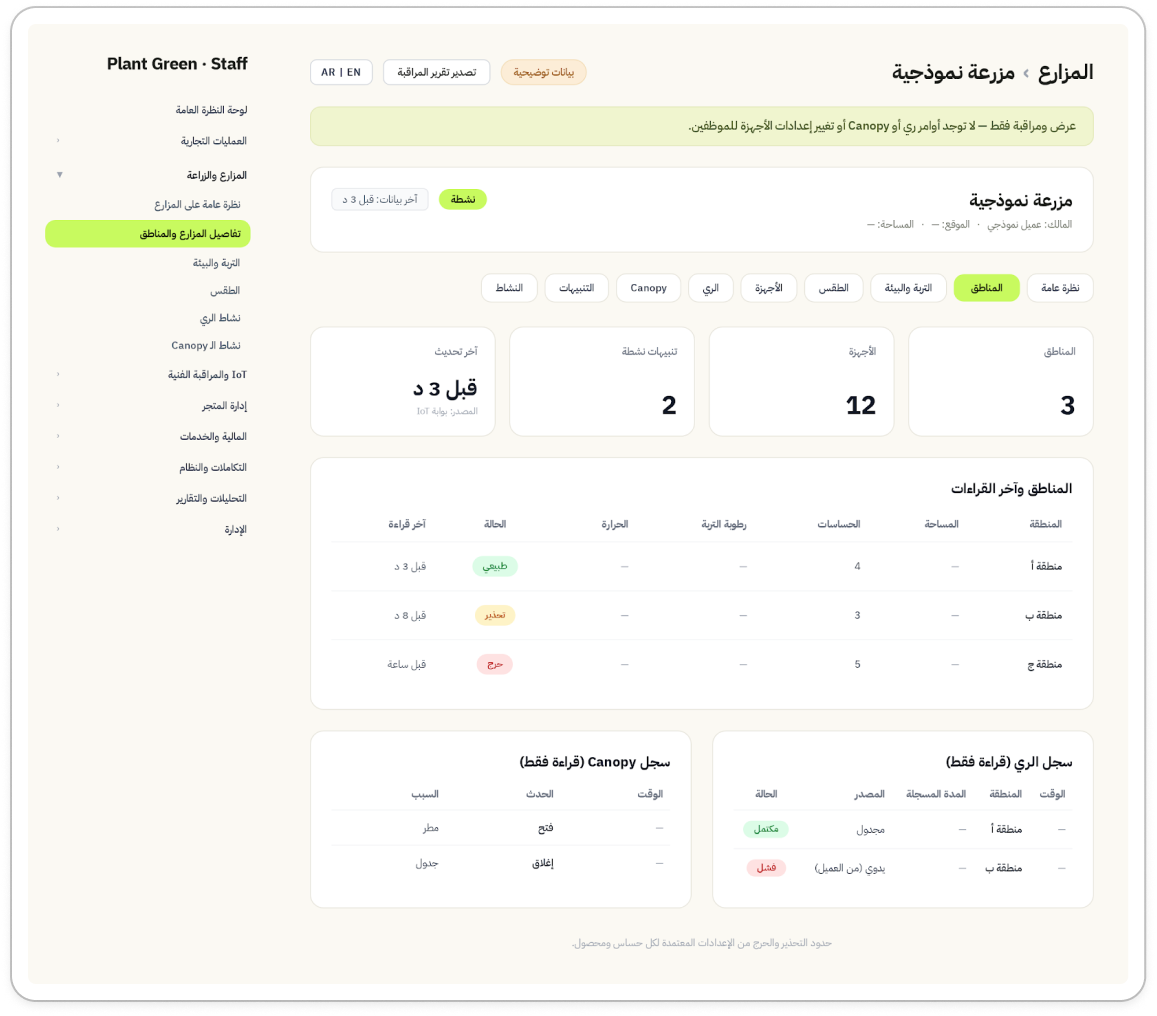 المزارع › مزرعة نموذجية
بيانات توضيحية
تصدير تقرير المراقبة
AR | EN
عرض ومراقبة فقط — لا توجد أوامر ري أو Canopy أو تغيير إعدادات الأجهزة للموظفين.
مزرعة نموذجية
نشطة
آخر بيانات: قبل 3 د
المالك: عميل نموذجي · الموقع: — · المساحة: —
نظرة عامة
المناطق
التربة والبيئة
الطقس
الأجهزة
الري
Canopy
التنبيهات
النشاط
المناطق
3
الأجهزة
12
تنبيهات نشطة
2
آخر تحديث
قبل 3 د
المصدر: بوابة IoT
المناطق وآخر القراءات
المنطقة المساحة الحساسات رطوبة التربة الحرارة الحالة آخر قراءة
منطقة أ — 4 — — طبيعي قبل 3 د
منطقة ب — 3 — — تحذير قبل 8 د
منطقة ج — 5 — — حرج قبل ساعة
سجل الري (قراءة فقط)
الوقت المنطقة المدة المسجلة المصدر الحالة
— منطقة أ — مجدول مكتمل
— منطقة ب — يدوي (من العميل) فشل
سجل Canopy (قراءة فقط)
الوقت الحدث السبب
— فتح مطر
— إغلاق جدول
حدود التحذير والحرج من الإعدادات المعتمدة لكل حساس ومحصول.
Plant Green · Staff
لوحة النظرة العامة
العمليات التجارية ‹
المزارع والزراعة ▾
نظرة عامة على المزارع
تفاصيل المزارع والمناطق
التربة والبيئة
الطقس
نشاط الري
نشاط الـ Canopy
IoT والمراقبة الفنية ‹
إدارة المتجر ‹
المالية والخدمات ‹
التكاملات والنظام ‹
التحليلات والتقارير ‹
الإدارة ‹